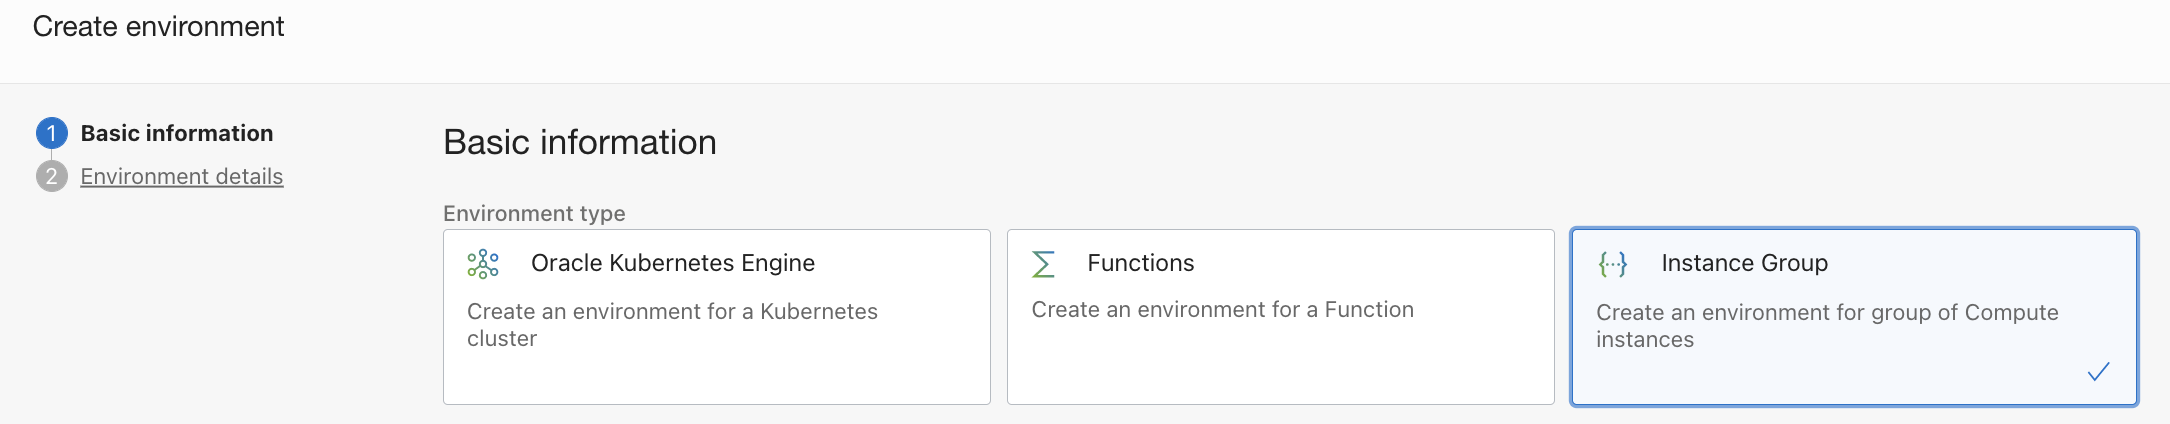 Create environment
1 Basic information
2 Environment details
Basic information
Environment type
Oracle Kubernetes Engine
Create an environment for a Kubernetes
cluster
Functions
Create an environment for a Function
Instance Group
Create an environment for group of Compute
instances